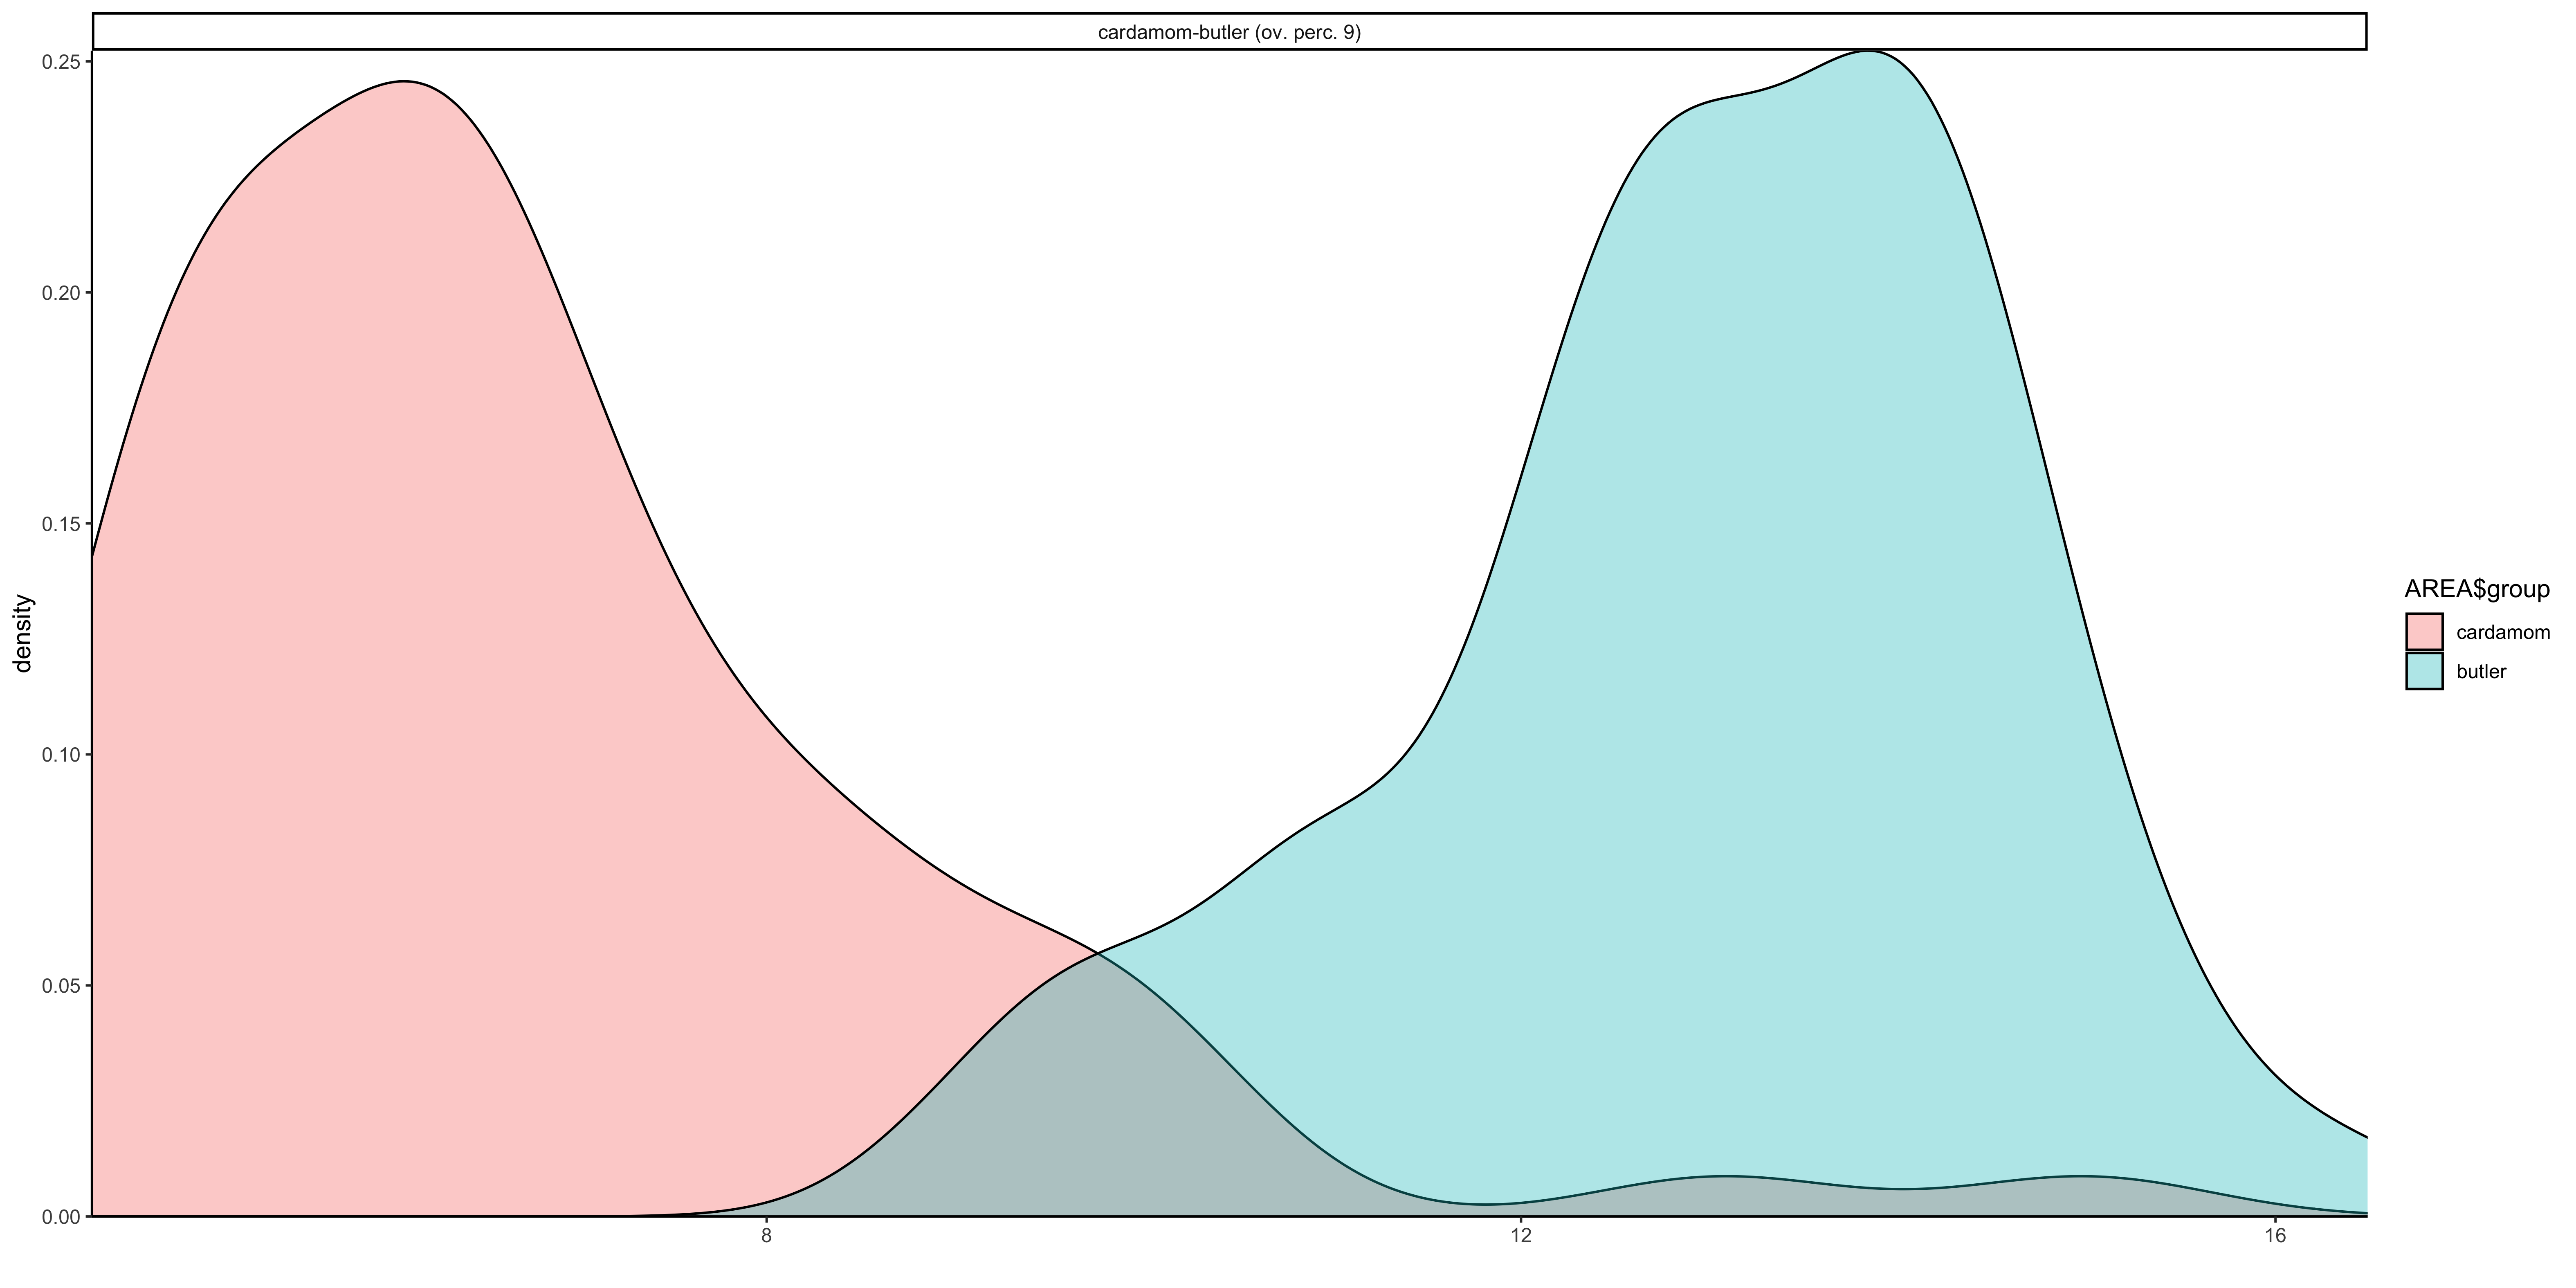 cardamom-butler (ov. perc. 9)
0.25
0.20
0.15
0.10
0.05
0.00
density
8
12
16
AREA$group
cardamom
butler